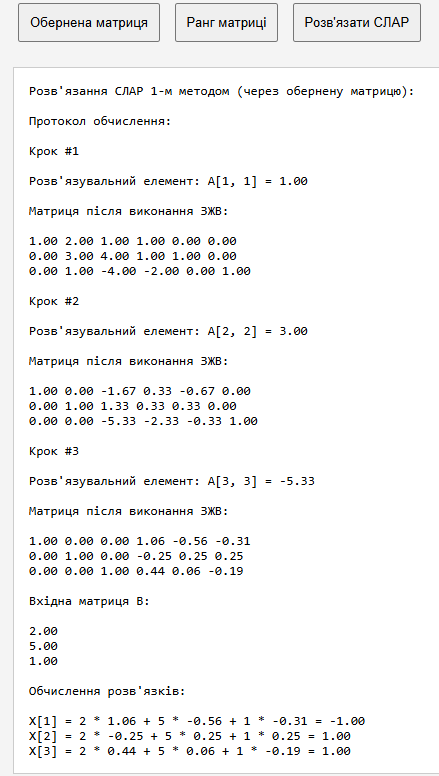 Обернена матриця
Ранг матриці
Розв'язати СЛАР
Розв'язання СЛАР 1-м методом (через обернену матрицю):
Протокол обчислення:
Крок #1
Розв'язувальний елемент: A[1, 1] = 1.00
Матриця після виконання ЗЖВ:
1.00 2.00 1.00 1.00 0.00 0.00
0.00 3.00 4.00 1.00 1.00 0.00
0.00 1.00 -4.00 -2.00 0.00 1.00
Крок #2
Розв'язувальний елемент: A[2, 2] = 3.00
Матриця після виконання ЗЖВ:
1.00 0.00 -1.67 0.33 -0.67 0.00
0.00 1.00 1.33 0.33 0.33 0.00
0.00 0.00 -5.33 -2.33 -0.33 1.00
Крок #3
Розв'язувальний елемент: A[3, 3] = -5.33
Матриця після виконання ЗЖВ:
1.00 0.00 0.00 1.06 -0.56 -0.31
0.00 1.00 0.00 -0.25 0.25 0.25
0.00 0.00 1.00 0.44 0.06 -0.19
Вхідна матриця B:
2.00
5.00
1.00
Обчислення розв'язків:
X[1] = 2 * 1.06 + 5 * -0.56 + 1 * -0.31 = -1.00
X[2] = 2 * -0.25 + 5 * 0.25 + 1 * 0.25 = 1.00
X[3] = 2 * 0.44 + 5 * 0.06 + 1 * -0.19 = 1.00